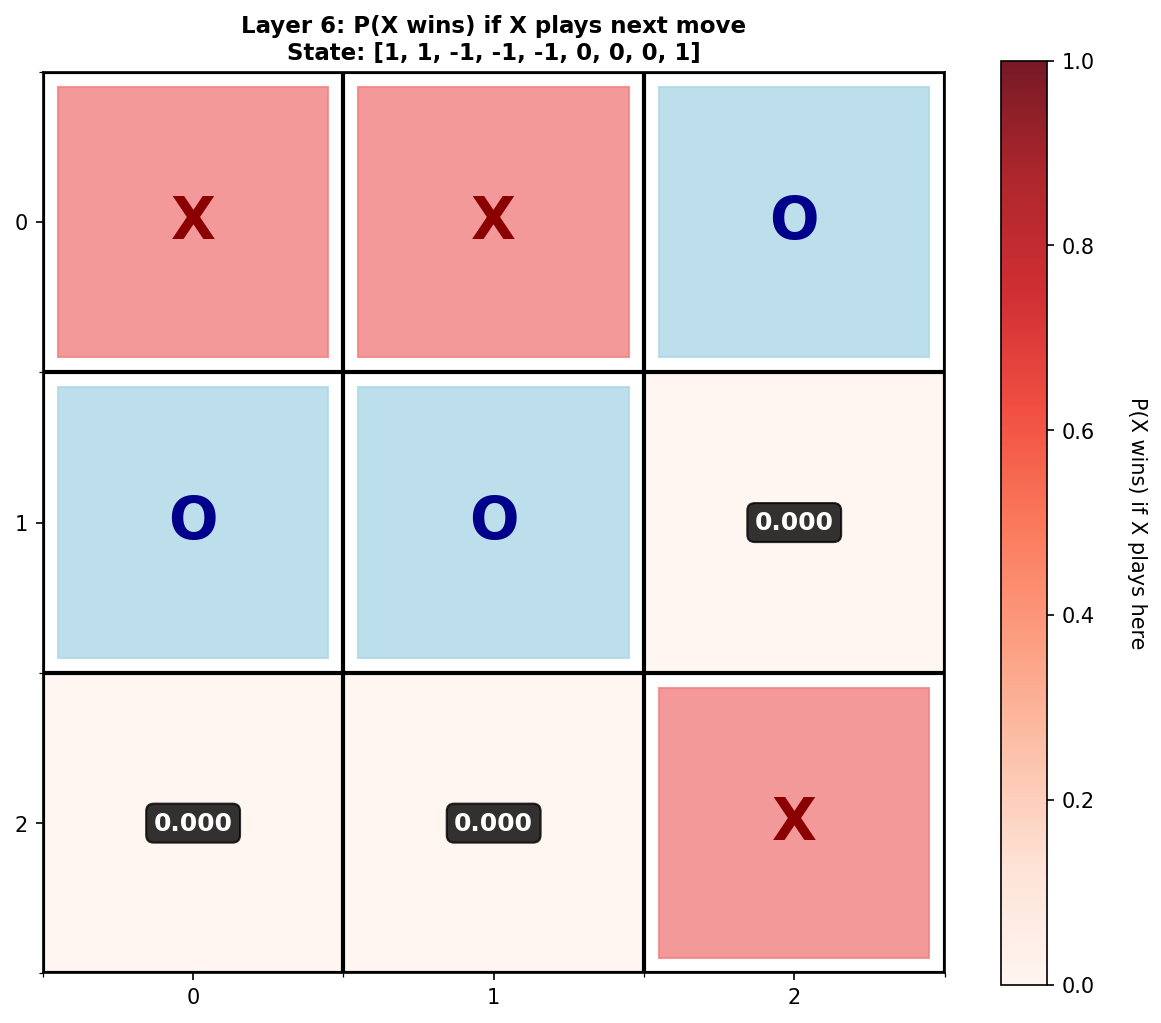 Layer 6: P(X wins) if X plays next move
State: [1, 1, -1, -1, -1, 0, 0, 0, 1]
0
X
X
O
1
O
O
0.000
2
0.000
0.000
X
0
1
2
1.0
0.8
0.6
0.4
0.2
0.0
P(X wins) if X plays here